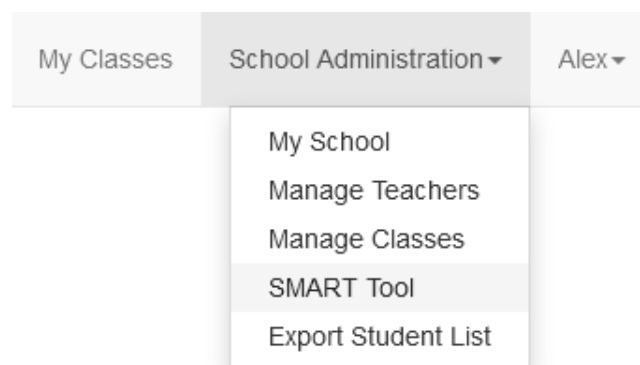 My Classes School Administration Alex
My School
Manage Teachers
Manage Classes
SMART Tool
Export Student List